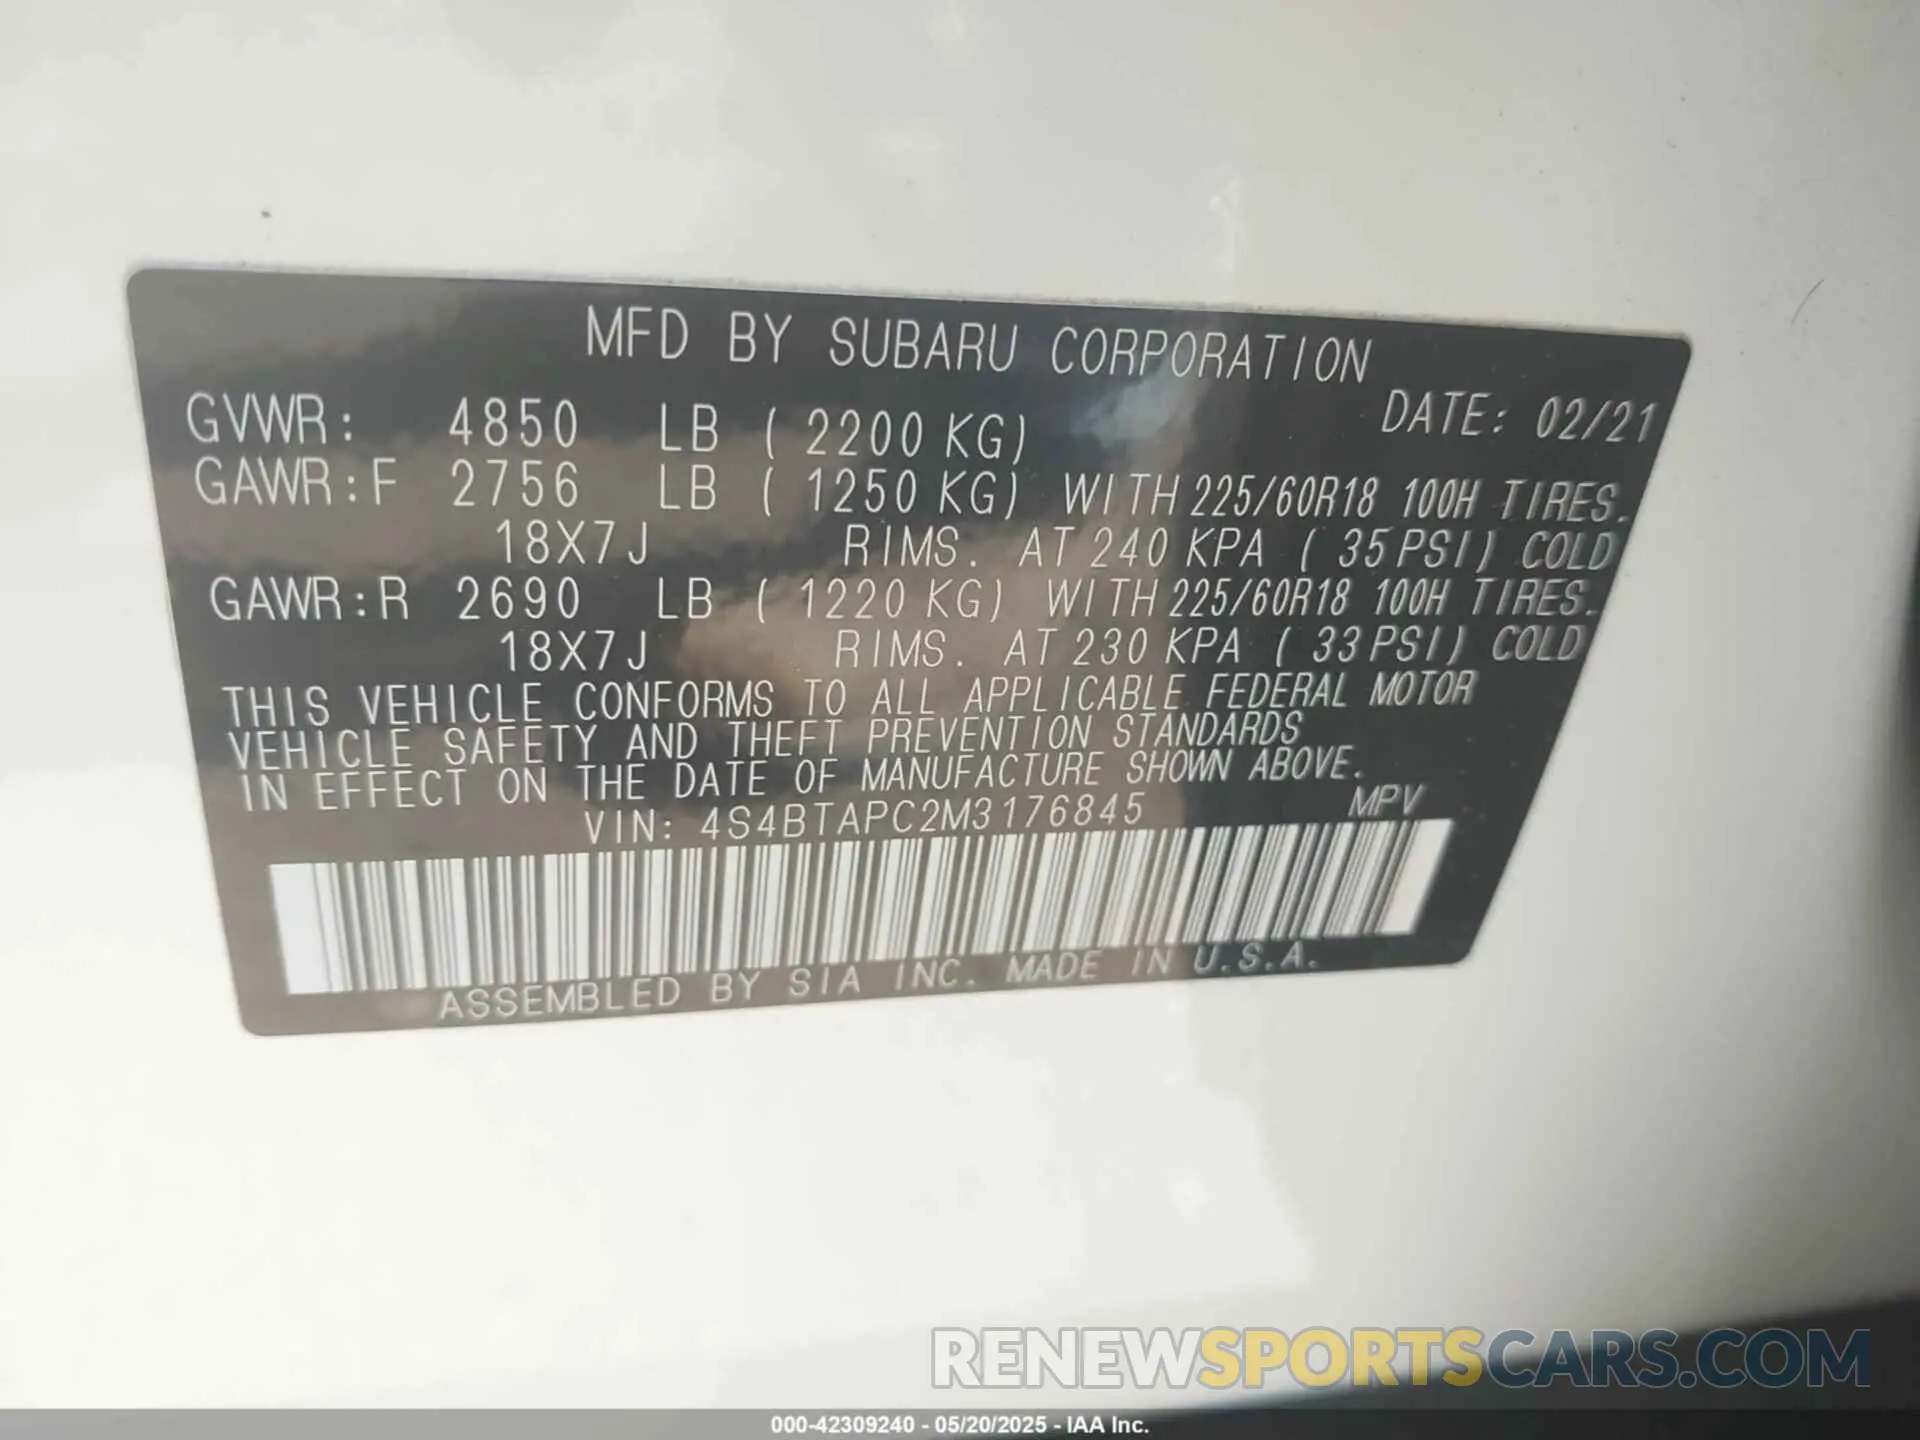 MFD BY SUBARU CORPORATION
GVWR: 4850 LB ( 2200 KG) DATE: 02/21
GAWR:F 2756 LB ( 1250 KG) WITH 225/60R18 100H TIRES.
18X7J RIMS. AT 240 KPA ( 35 PSI) COLD
GAWR:R 2690 LB ( 1220 KG) WITH 225/60R18 100H TIRES.
18X7J RIMS. AT 230 KPA ( 33 PSI) COLD
THIS VEHICLE CONFORMS TO ALL APPLICABLE FEDERAL MOTOR
VEHICLE SAFETY AND THEFT PREVENTION STANDARDS
IN EFFECT ON THE DATE OF MANUFACTURE SHOWN ABOVE.
VIN: 4S4BTAPC2M3176845 MPV
ASSEMBLED BY SIA INC. MADE IN U.S.A.
RENEWSPORTSCARS.COM
000-42309240 - 05/20/2025 - IAA Inc.